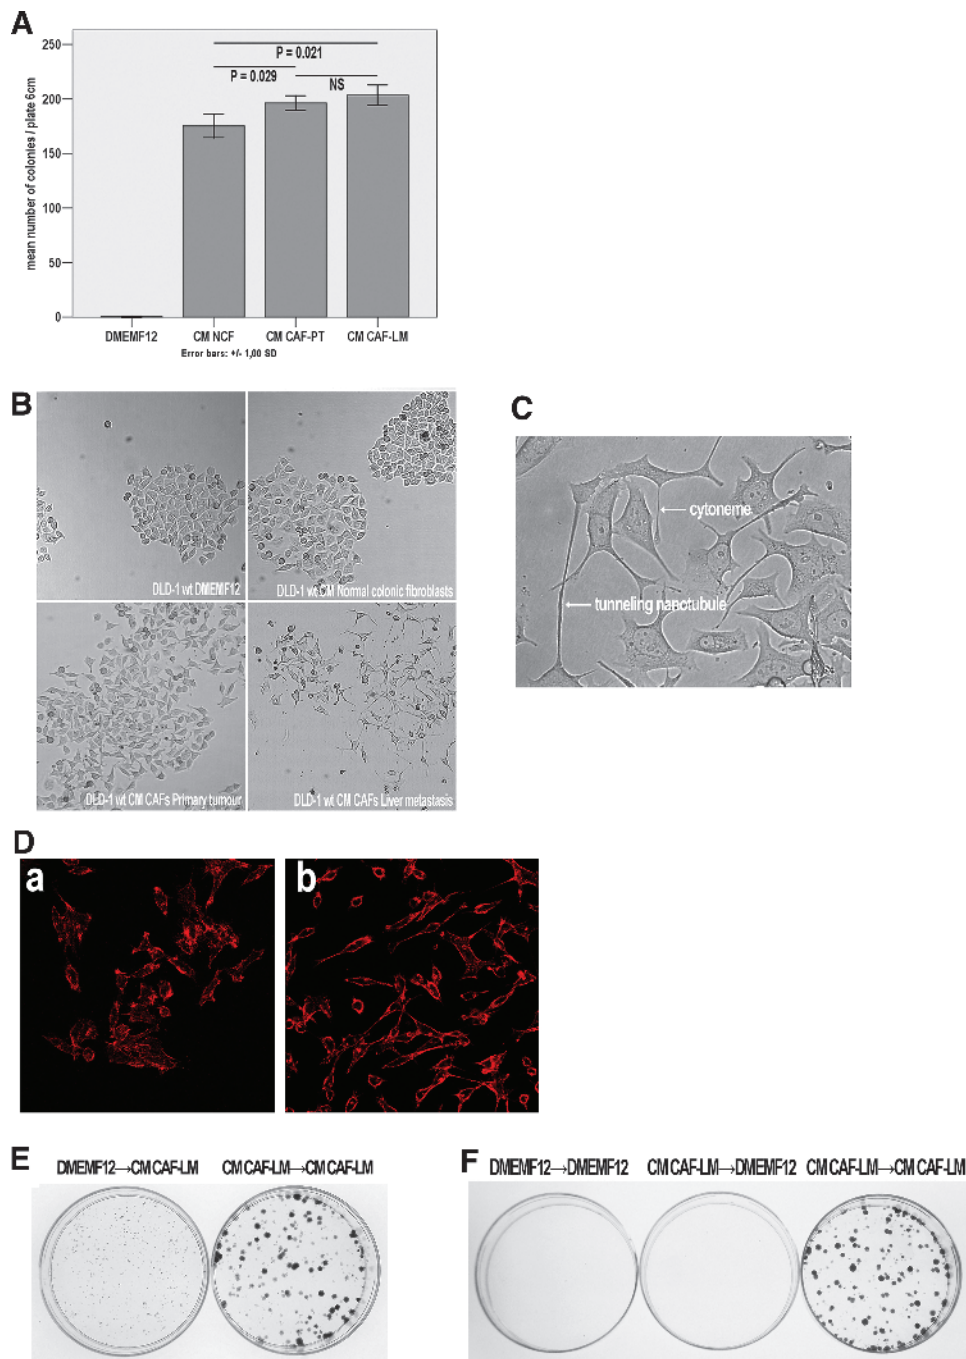 A
250
200
150
100
50
0
mean number of colonies / plate 6cm
P = 0.021
P = 0.029
NS
DMEMF12 CM NCF CM CAF-PT CM CAF-LM
Error bars: +/- 1,00 SD
B
DLD-1 wt DMEMF12
DLD-1 wt CM Normal colonic fibroblasts
DLD-1 wt CM CAFs Primary tumour
DLD-1 wt CM CAFs Liver metastasis
C
cytoneme
tunneling nanotubule
D
a
b
E
DMEMF12→CM CAF-LM CM CAF-LM→CM CAF-LM
F
DMEMF12→DMEMF12 CM CAF-LM→DMEMF12 CM CAF-LM→CM CAF-LM